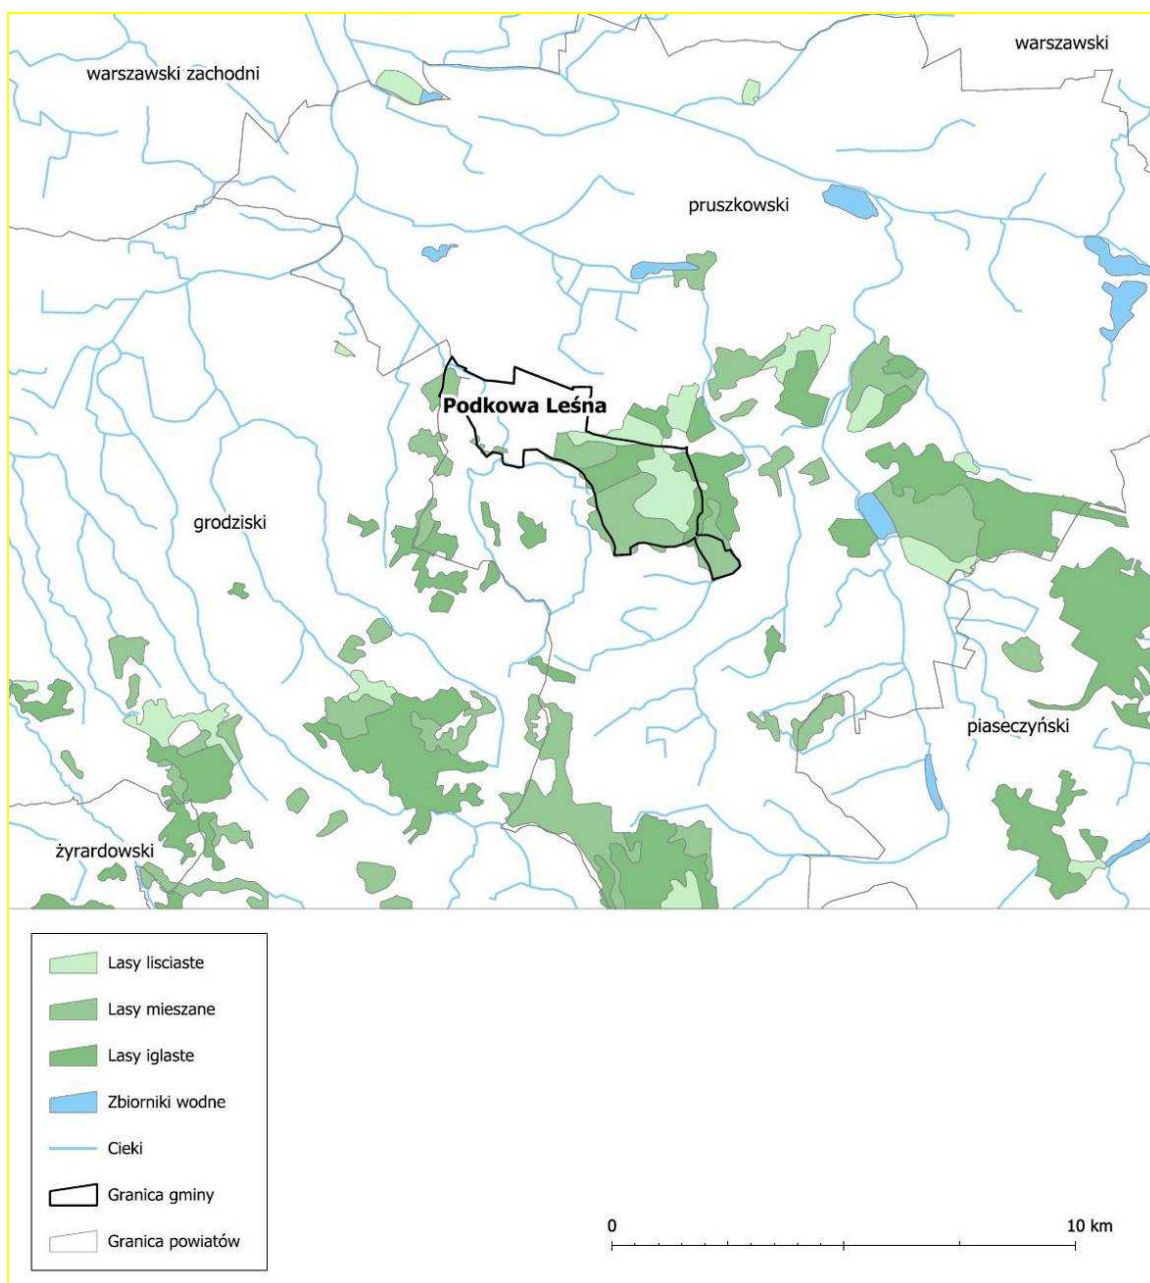 warszawski
warszawski zachodni
pruszkowski
Podkowa Leśna
grodziski
piaseczyński
żyrardowski
Lasy lisciaste
Lasy mieszane
Lasy iglaste
Zbiorniki wodne
Cieki
Granica gminy
Granica powiatów
0 10 km